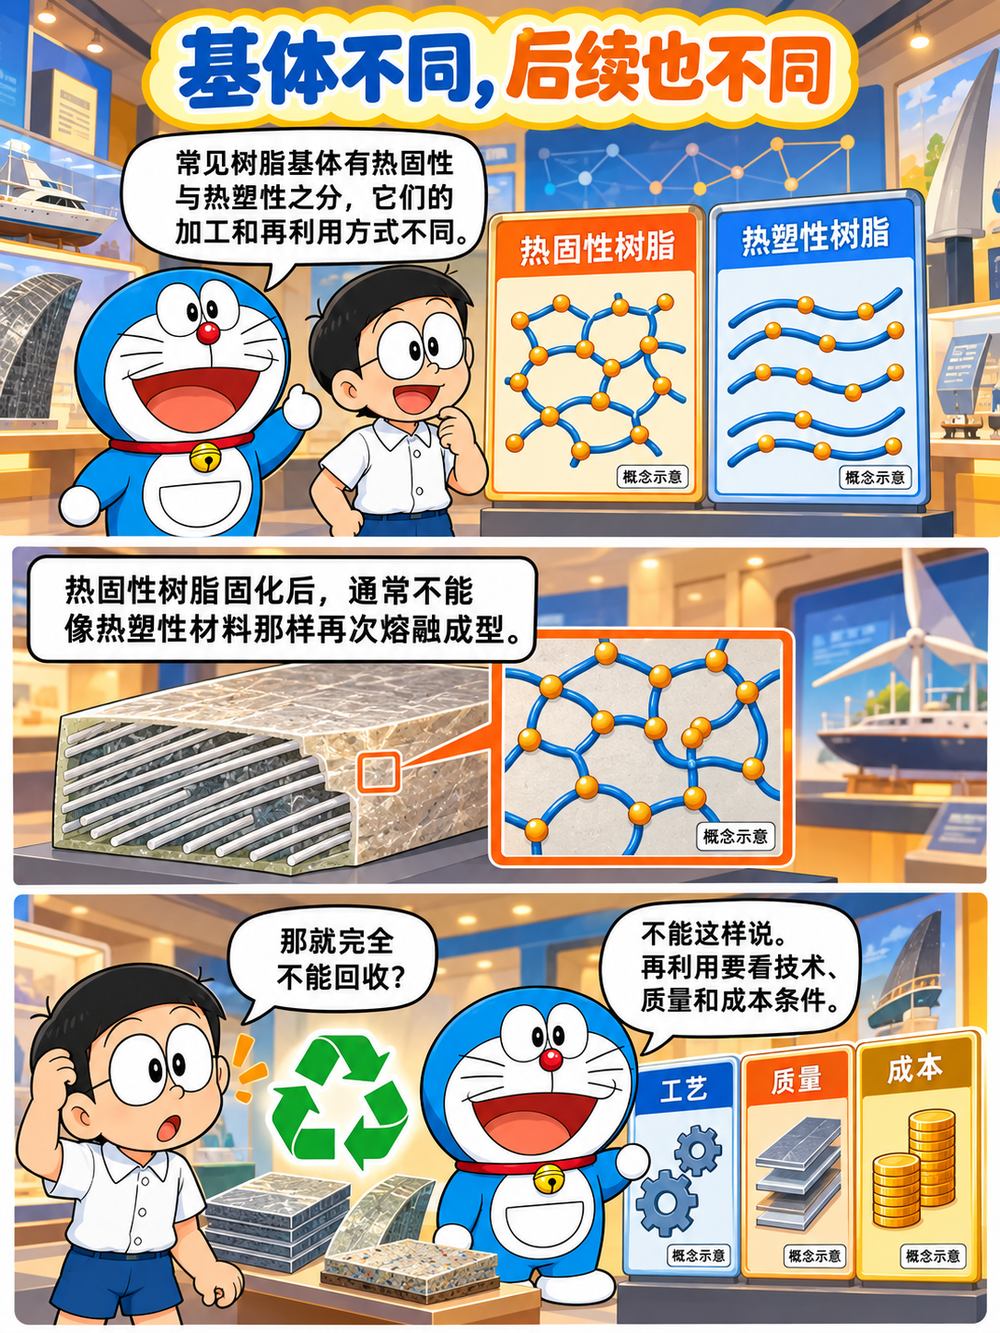 基体不同，后续也不同
常见树脂基体有热固性
与热塑性之分，它们的
加工和再利用方式不同。
热固性树脂
概念示意
热塑性树脂
概念示意
热固性树脂固化后，通常不能
像热塑性材料那样再次熔融成型。
概念示意
那就完全
不能回收？
不能这样说。
再利用要看技术、
质量和成本条件。
工艺
概念示意
质量
概念示意
成本
概念示意